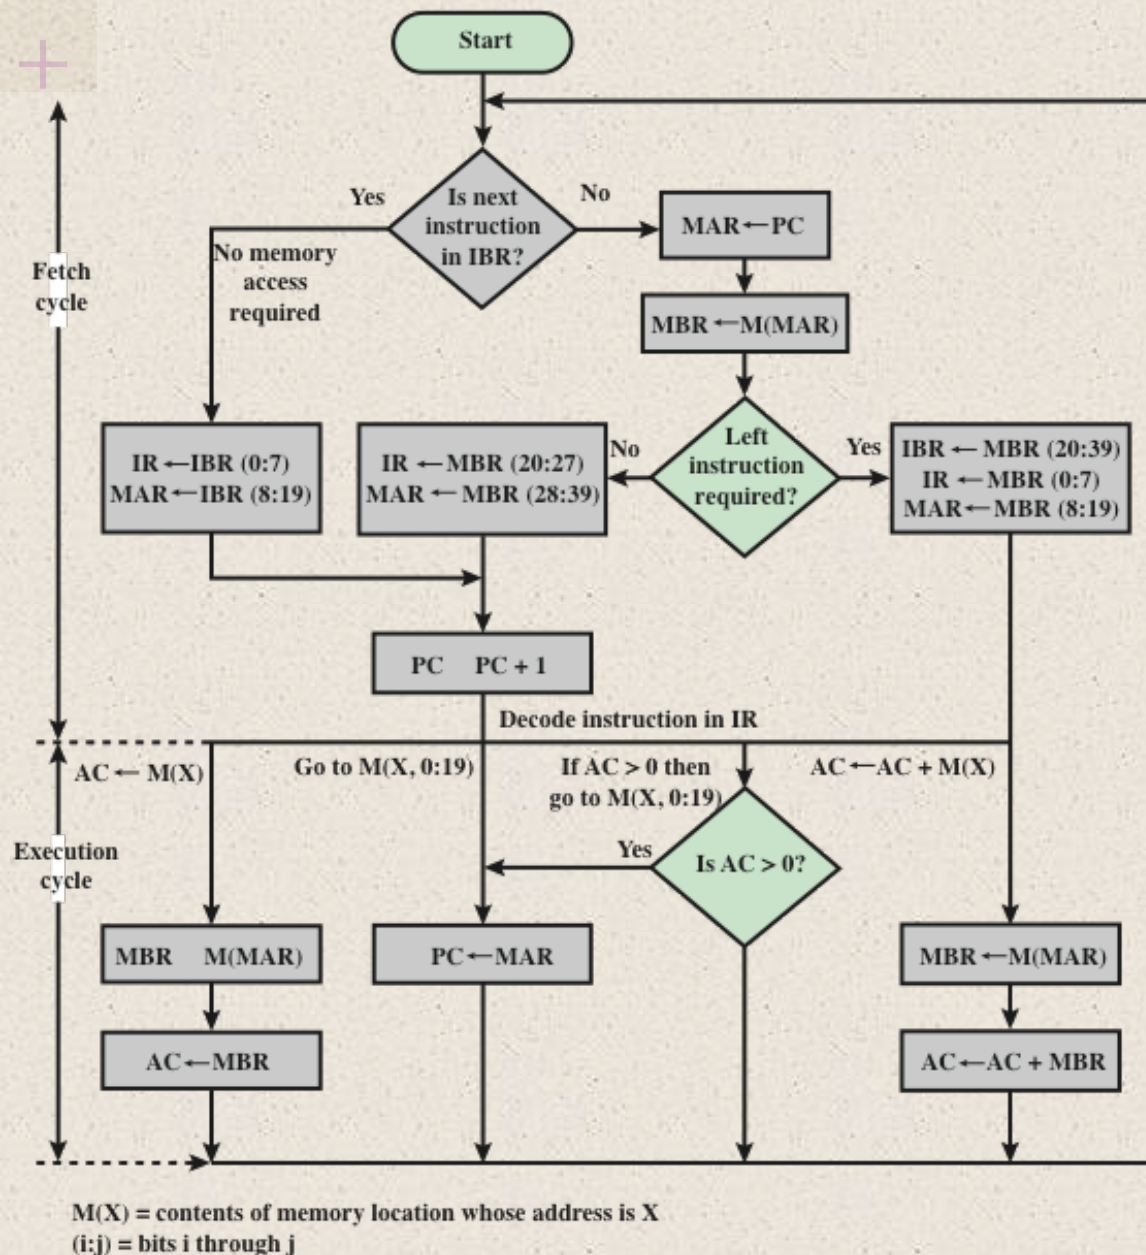 Start
Is next
instruction
in IBR?
Yes
No
MAR←PC
No memory
access
required
Fetch
cycle
MBR←M(MAR)
Left
instruction
required?
No
Yes
IR ←IBR (0:7)
MAR←IBR (8:19)
IR ←MBR (20:27)
MAR ←MBR (28:39)
IBR← MBR (20:39)
IR ←MBR (0:7)
MAR←MBR (8:19)
PC PC + 1
Decode instruction in IR
AC← M(X)
Go to M(X, 0:19)
If AC > 0 then
go to M(X, 0:19)
AC←AC + M(X)
Execution
cycle
Yes
Is AC > 0?
MBR M(MAR)
PC←MAR
MBR←M(MAR)
AC←MBR
AC←AC + MBR
M(X) = contents of memory location whose address is X
(i:j) = bits i through j